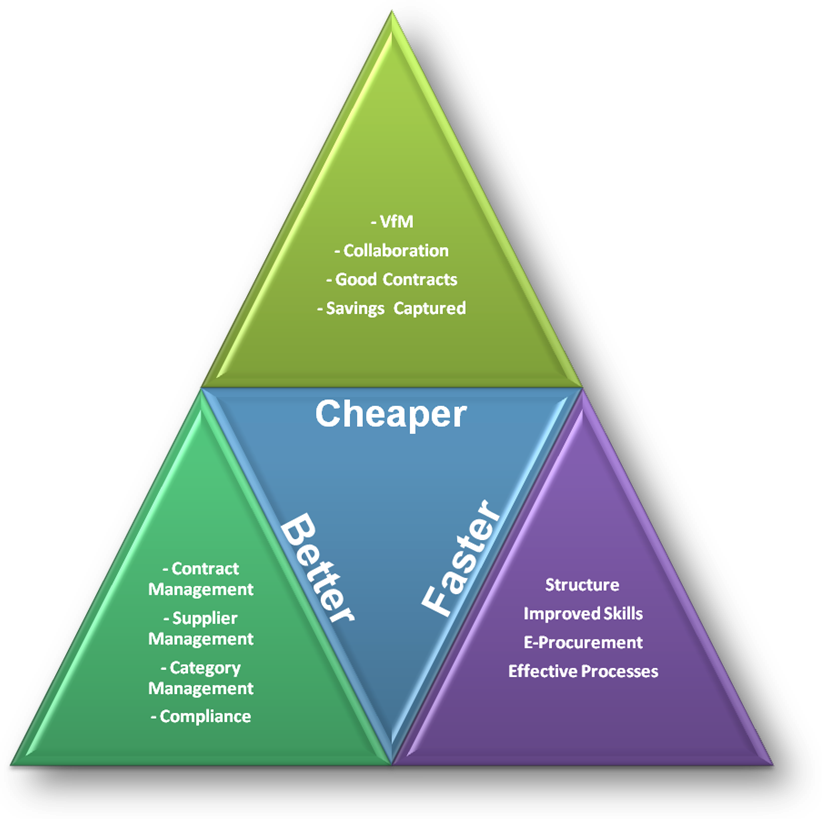 - VfM
- Collaboration
- Good Contracts
- Savings Captured
Cheaper
Better
Faster
- Contract
Management
- Supplier
Management
- Category
Management
- Compliance
Structure
Improved Skills
E-Procurement
Effective Processes